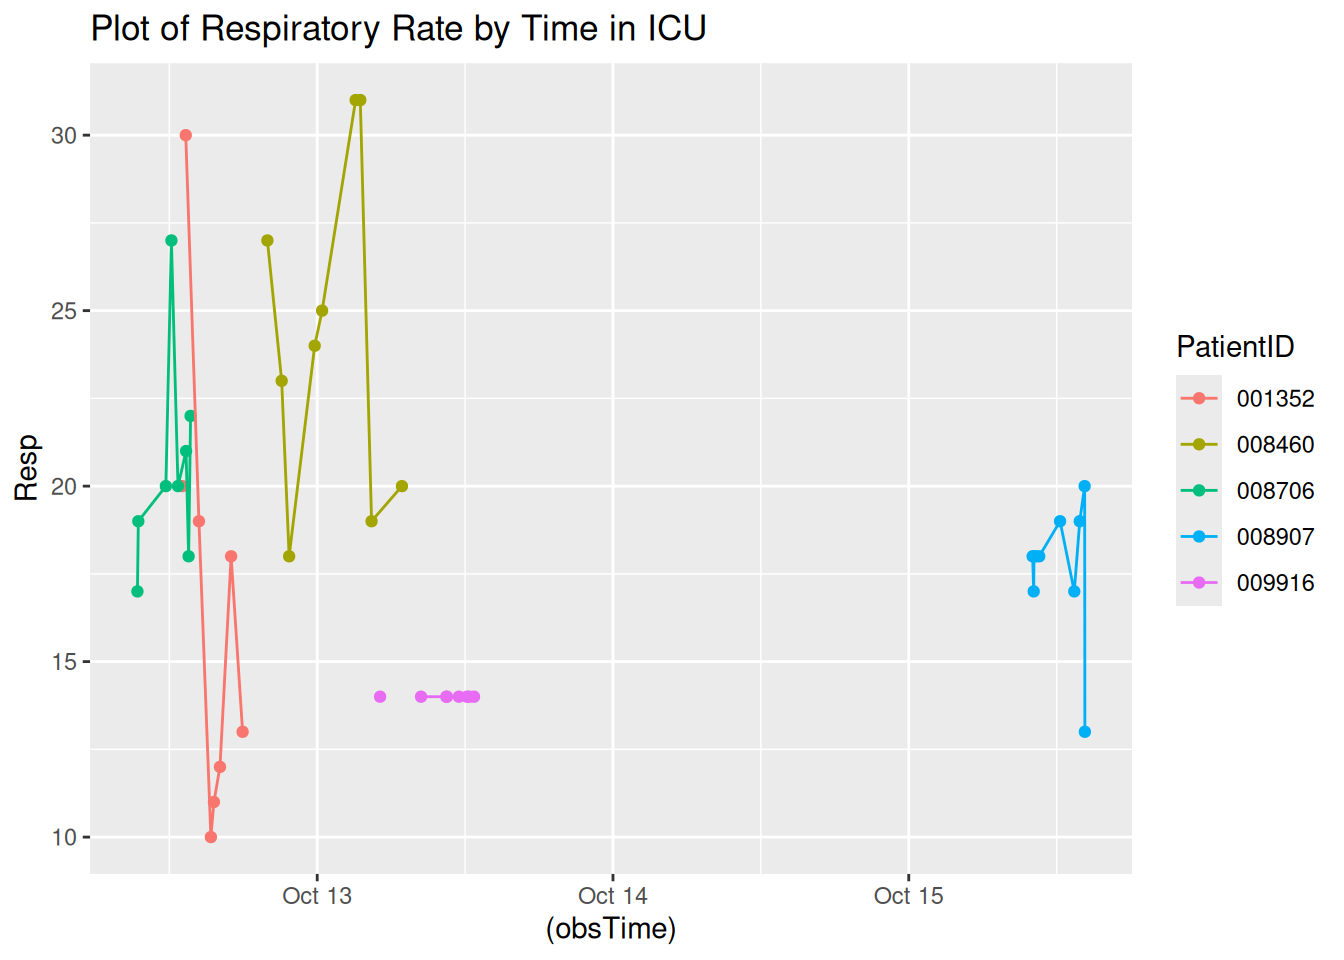 Plot of Respiratory Rate by Time in ICU
30
25
20
15
10
Resp
Oct 13
Oct 14
Oct 15
(obsTime)
PatientID
001352
008460
008706
008907
009916